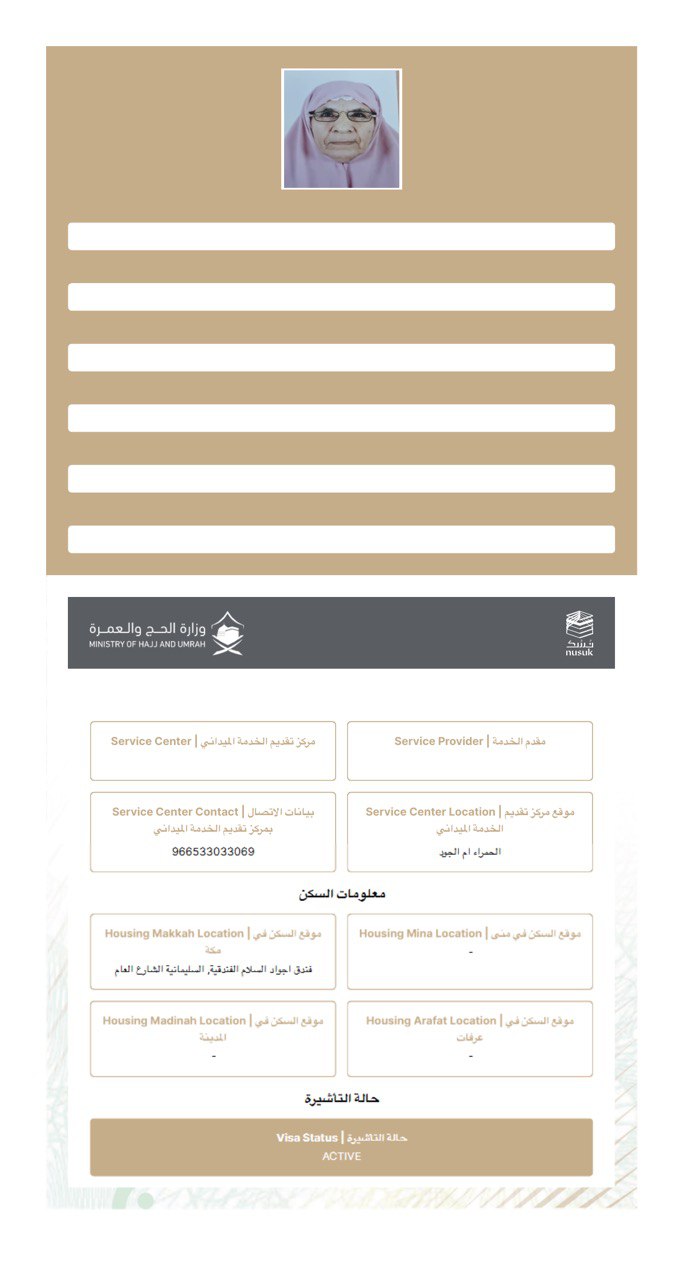 وزارة الحـج والـعمـرة
MINISTRY OF HAJJ AND UMRAH
نُسُك
nusuk
Service Provider | مقدم الخدمة
Service Center | مركز تقديم الخدمة الميداني
Service Center Location | موقع مركز تقديم
الخدمة الميداني
الحمراء ام الجود
Service Center Contact | بيانات الاتصال
بمركز تقديم الخدمة الميداني
966533033069
معلومات السكن
Housing Mina Location | موقع السكن في منى
-
Housing Makkah Location | موقع السكن في
مكة
فندق اجواد السلام الفندقية, السليمانية الشارع العام
Housing Arafat Location | موقع السكن في
عرفات
-
Housing Madinah Location | موقع السكن في
المدينة
-
حالة التأشيرة
Visa Status | حالة التاشيرة
ACTIVE